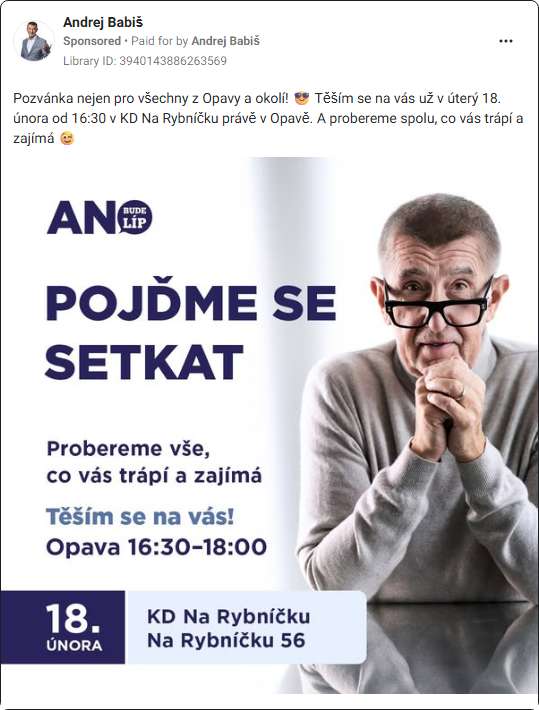 Andrej Babiš
Sponsored • Paid for by Andrej Babiš
Library ID: 3940143886263569
Pozvánka nejen pro všechny z Opavy a okolí! 😎 Těším se na vás už v úterý 18.
února od 16:30 v KD Na Rybníčku právě v Opavě. A probereme spolu, co vás trápí a
zajímá 😉
ANO
BUDE
LÍP
POJĎME SE
SETKAT
Probereme vše,
co vás trápí a zajímá
Těším se na vás!
Opava 16:30–18:00
18.
ÚNORA
KD Na Rybníčku
Na Rybníčku 56